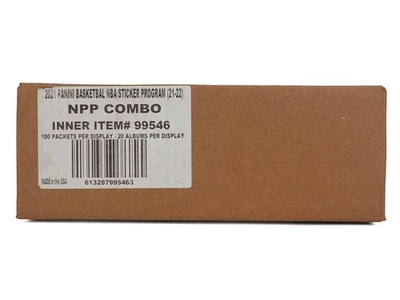 2021 PANINI BASKETBAL NBA STICKER PROGRAM (21-22)
NPP COMBO
INNER ITEM# 99546
100 PACKETS PER DISPLAY | 20 ALBUMS PER DISPLAY
MADE in the USA
613297995463